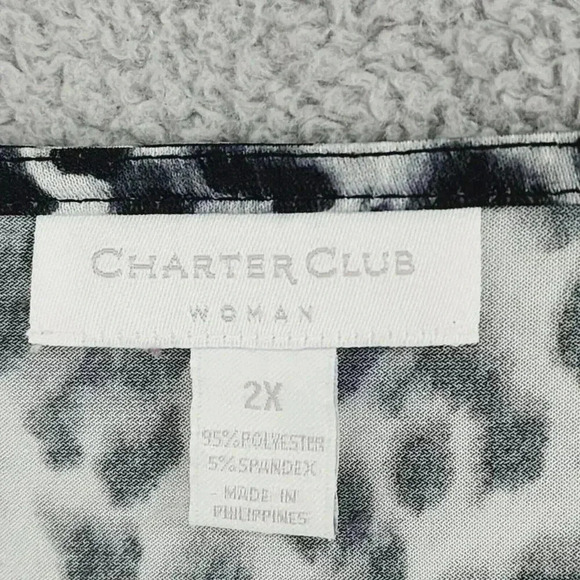 CHARTER CLUB
WOMAN
2X
95% POLYESTER
5% SPANDEX
MADE IN
PHILIPPINES